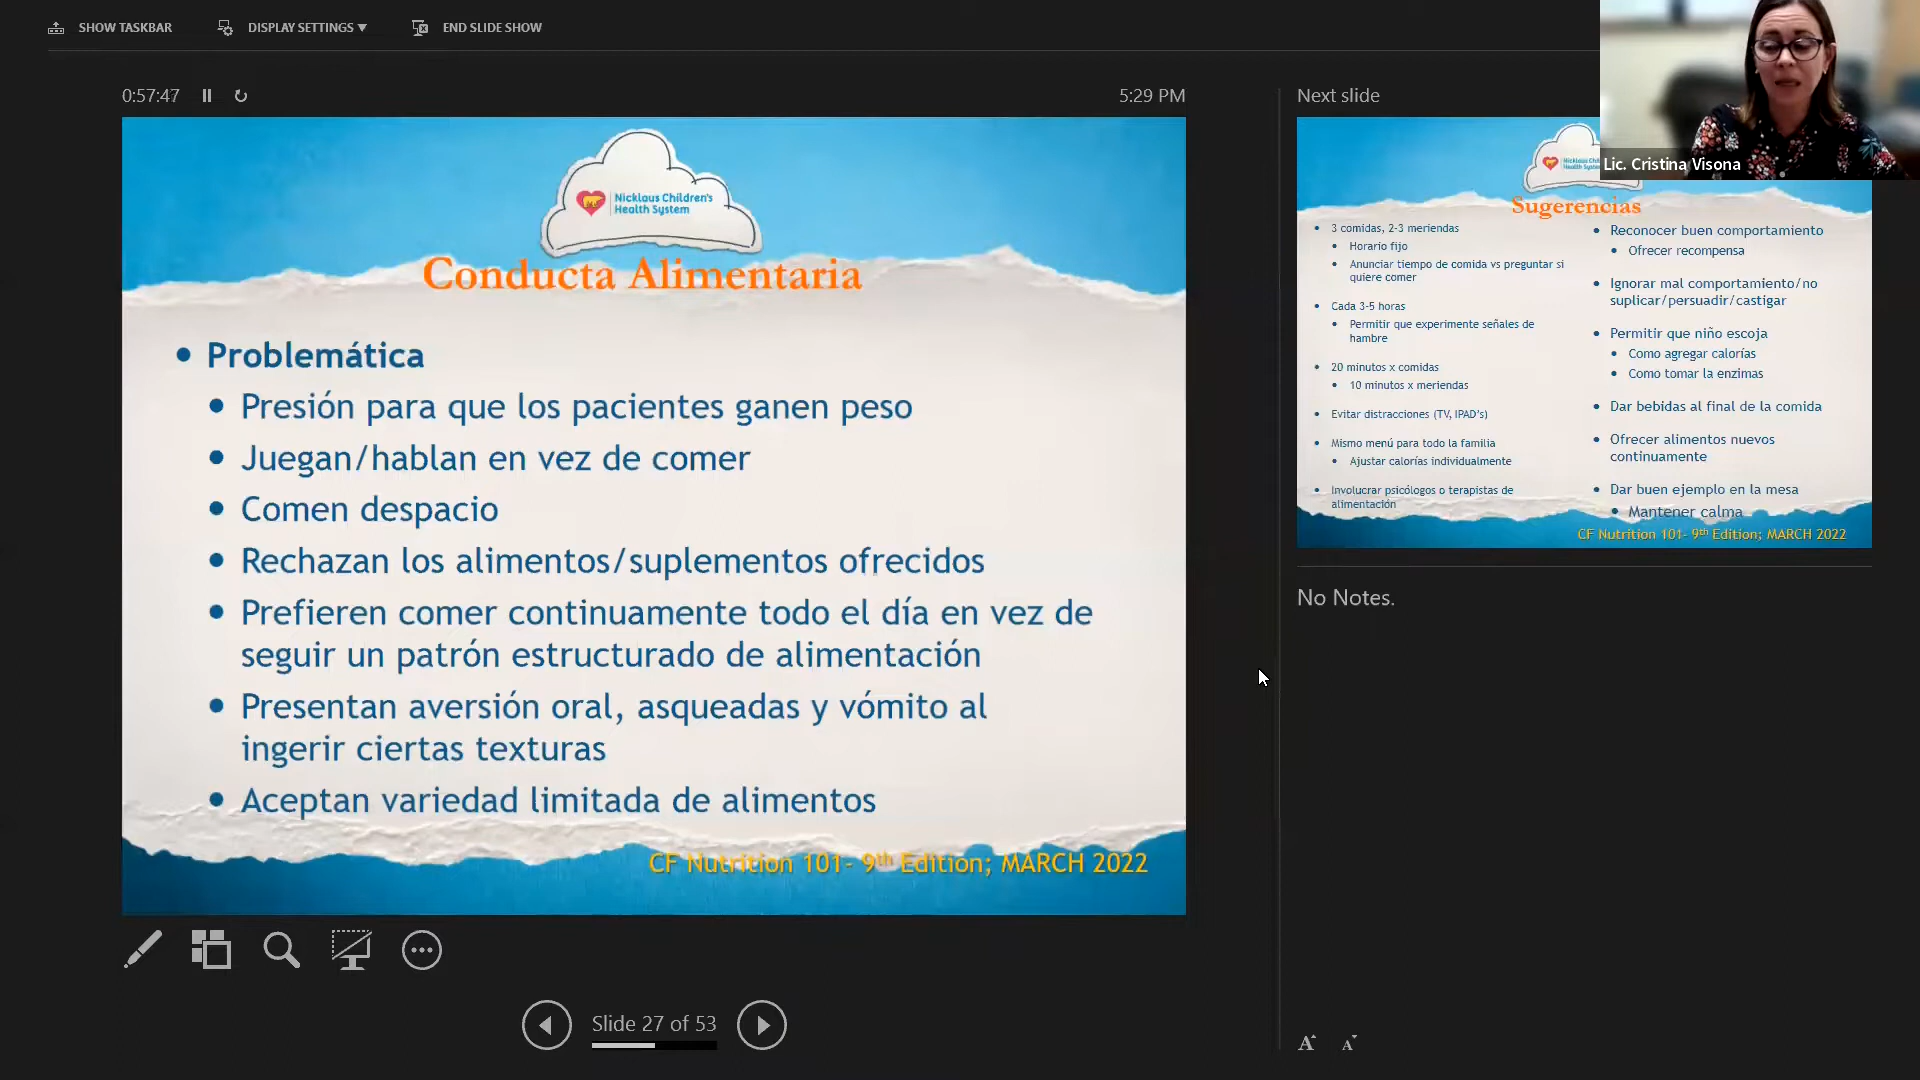 SHOW TASKBAR
DISPLAY SETTINGS ▼
END SLIDE SHOW
0:57:47
5:29 PM
Nicklaus Children's
Health System
Conducta Alimentaria
• Problemática
• Presión para que los pacientes ganen peso
• Juegan/hablan en vez de comer
• Comen despacio
• Rechazan los alimentos/suplementos ofrecidos
• Prefieren comer continuamente todo el día en vez de
seguir un patrón estructurado de alimentación
• Presentan aversión oral, asqueadas y vómito al
ingerir ciertas texturas
• Aceptan variedad limitada de alimentos
CF Nutrition 101- 9th Edition; MARCH 2022
Slide 27 of 53
Next slide
Lic. Cristina Visona
Sugerencias
• 3 comidas, 2-3 meriendas
• Horario fijo
• Anunciar tiempo de comida vs preguntar si
quiere comer
• Cada 3-5 horas
• Permitir que experimente señales de
hambre
• 20 minutos x comidas
• 10 minutos x meriendas
• Evitar distracciones (TV, IPAD's)
• Mismo menú para todo la familia
• Ajustar calorías individualmente
• Involucrar psicólogos o terapistas de
alimentación
• Reconocer buen comportamiento
• Ofrecer recompensa
• Ignorar mal comportamiento/no
suplicar/persuadir/castigar
• Permitir que niño escoja
• Como agregar calorías
• Como tomar la enzimas
• Dar bebidas al final de la comida
• Ofrecer alimentos nuevos
continuamente
• Dar buen ejemplo en la mesa
• Mantener calma
CF Nutrition 101- 9th Edition; MARCH 2022
No Notes.
A A